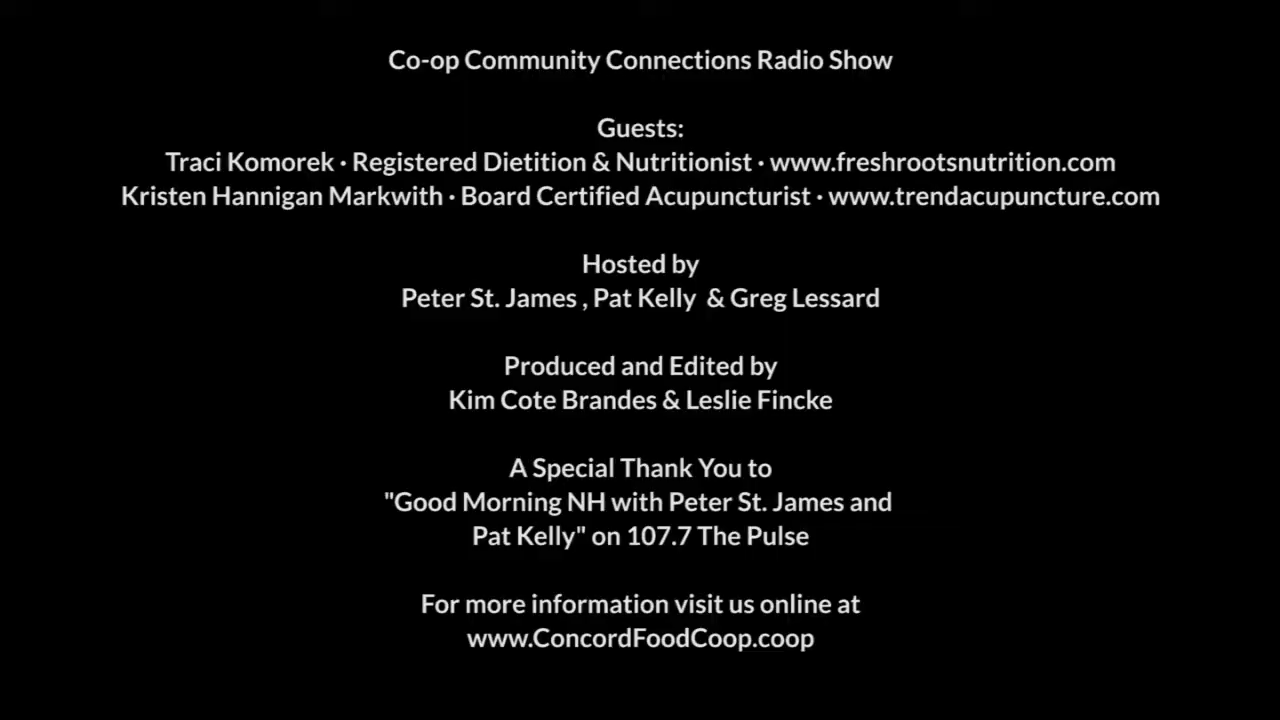 Co-op Community Connections Radio Show
Guests:
Traci Komorek · Registered Dietition & Nutritionist · www.freshrootsnutrition.com
Kristen Hannigan Markwith · Board Certified Acupuncturist · www.trendacupuncture.com
Hosted by
Peter St. James , Pat Kelly  & Greg Lessard
Produced and Edited by
Kim Cote Brandes & Leslie Fincke
A Special Thank You to
"Good Morning NH with Peter St. James and
Pat Kelly" on 107.7 The Pulse
For more information visit us online at
www.ConcordFoodCoop.coop